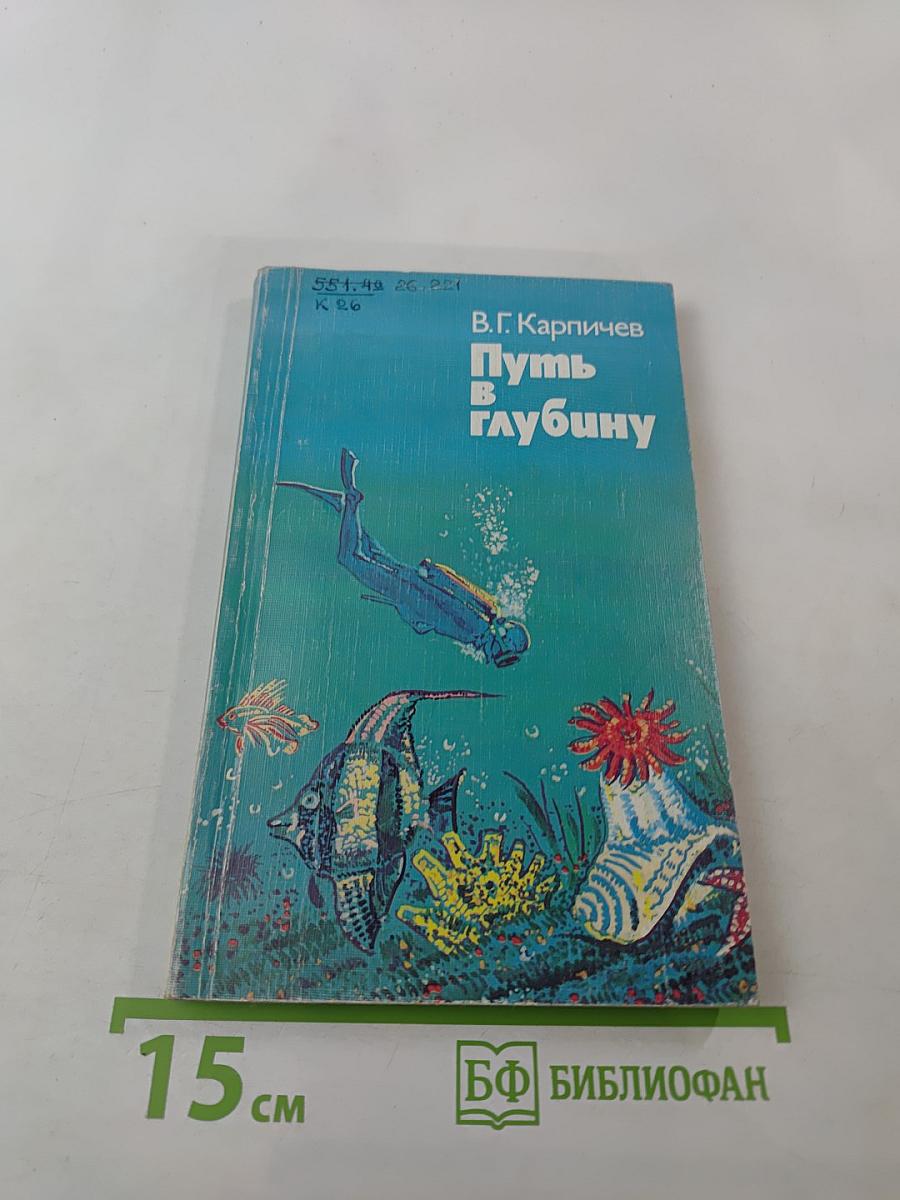 551.49 26.221
К 26
В.Г. Карпичев
Путь
в
глубину
15 см
БФ БИБЛИОФАН